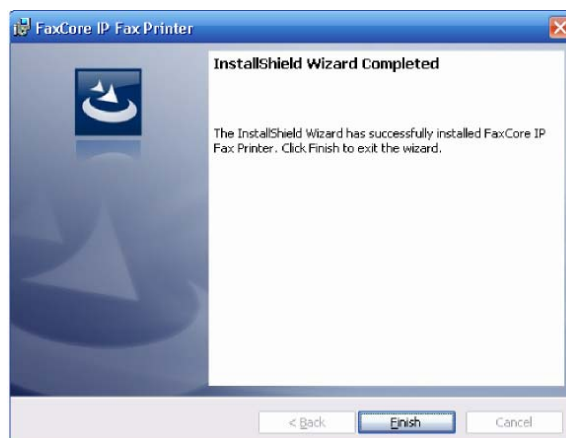 FaxCore IP Fax Printer
InstallShield Wizard Completed
The InstallShield Wizard has successfully installed FaxCore IP
Fax Printer. Click Finish to exit the wizard.
< Back
Finish
Cancel